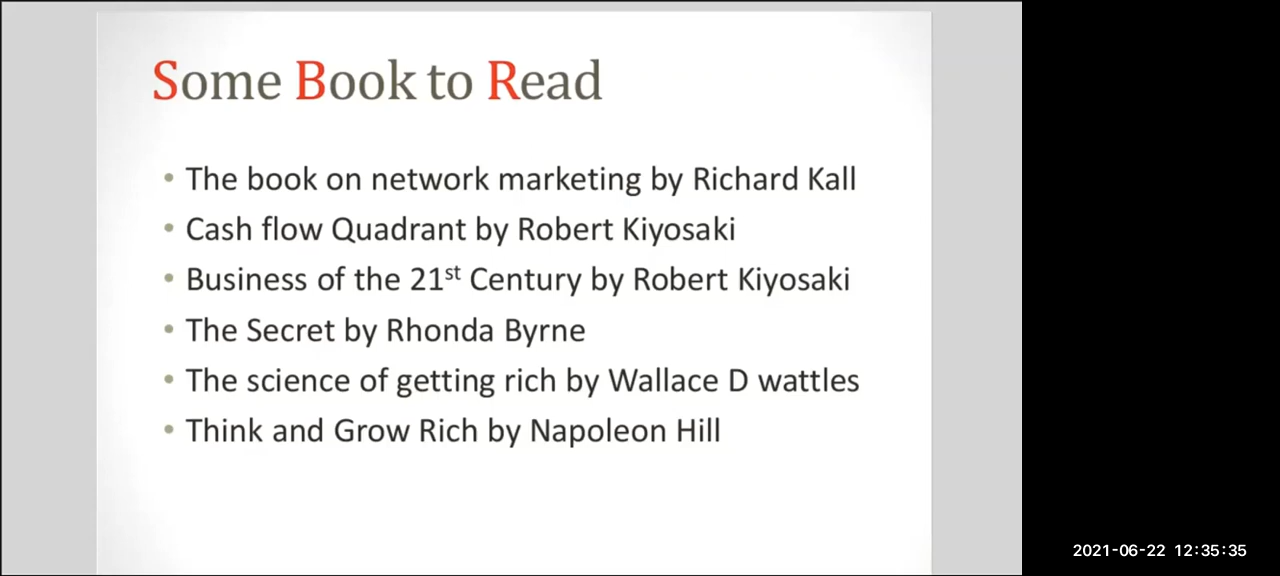 Some Book to Read
• The book on network marketing by Richard Kall
• Cash flow Quadrant by Robert Kiyosaki
• Business of the 21st Century by Robert Kiyosaki
• The Secret by Rhonda Byrne
• The science of getting rich by Wallace D wattles
• Think and Grow Rich by Napoleon Hill
2021-06-22 12:35:35